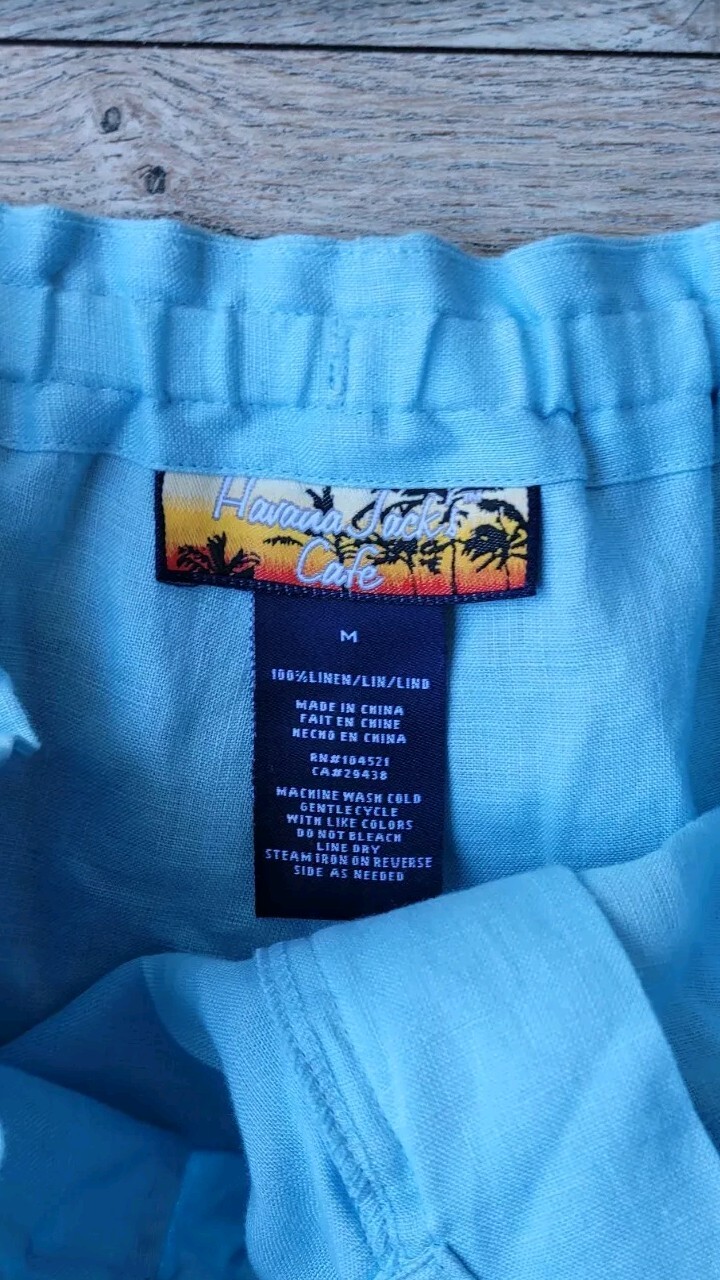 Havana Jack's™
Cafe
M
100%LINEN/LIN/LINO
MADE IN CHINA
FAIT EN CHINE
HECHO EN CHINA
RN#104521
CA#29438
MACHINE WASH COLD
GENTLE CYCLE
WITH LIKE COLORS
DO NOT BLEACH
LINE DRY
STEAM IRON ON REVERSE
SIDE AS NEEDED